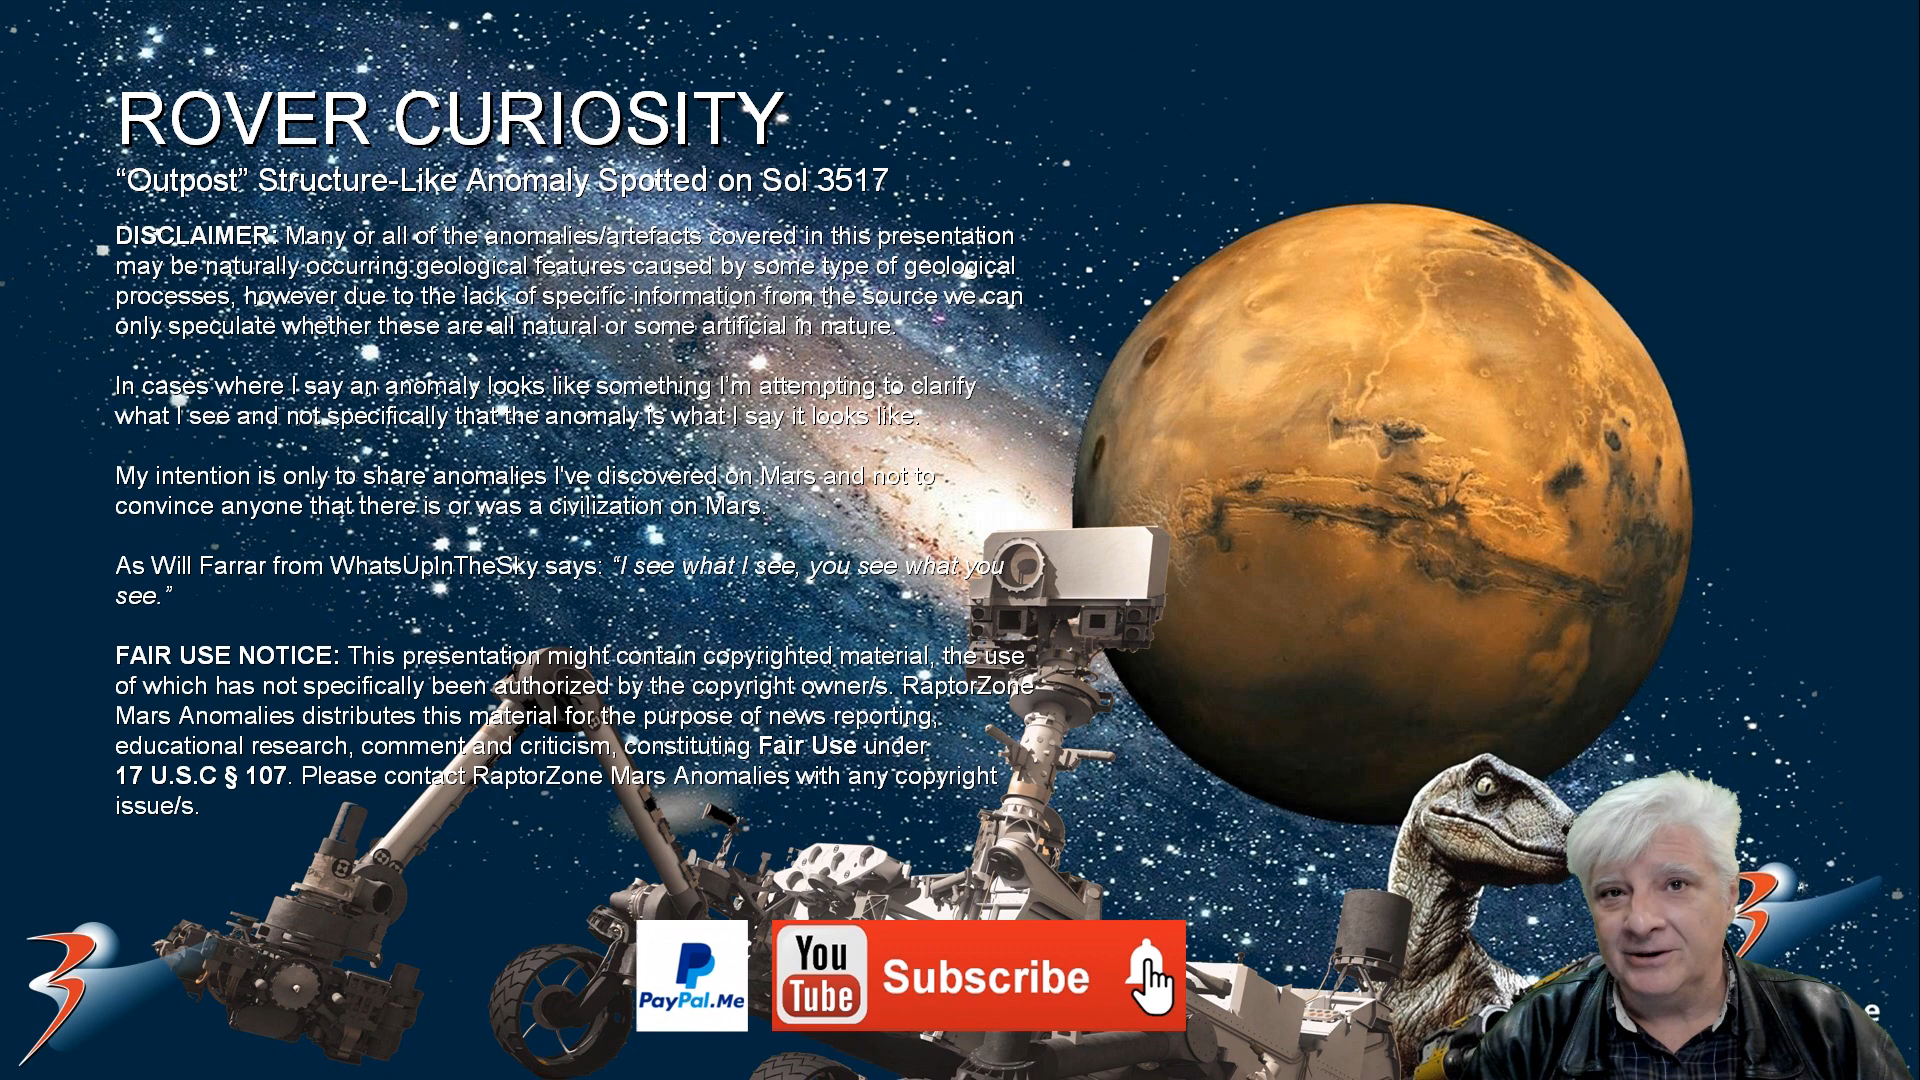 ROVER CURIOSITY
“Outpost” Structure-Like Anomaly Spotted on Sol 3517
DISCLAIMER: Many or all of the anomalies/artefacts covered in this presentation
may be naturally occurring geological features caused by some type of geological
processes, however due to the lack of specific information from the source we can
only speculate whether these are all natural or some artificial in nature.
In cases where I say an anomaly looks like something I'm attempting to clarify
what I see and not specifically that the anomaly is what I say it looks like.
My intention is only to share anomalies I've discovered on Mars and not to
convince anyone that there is or was a civilization on Mars.
As Will Farrar from WhatsUpInTheSky says: “I see what I see, you see what you
see.”
FAIR USE NOTICE: This presentation might contain copyrighted material, the use
of which has not specifically been authorized by the copyright owner/s. RaptorZone
Mars Anomalies distributes this material for the purpose of news reporting,
educational research, comment and criticism, constituting Fair Use under
17 U.S.C § 107. Please contact RaptorZone Mars Anomalies with any copyright
issue/s.
PayPal.Me
You
Tube
Subscribe